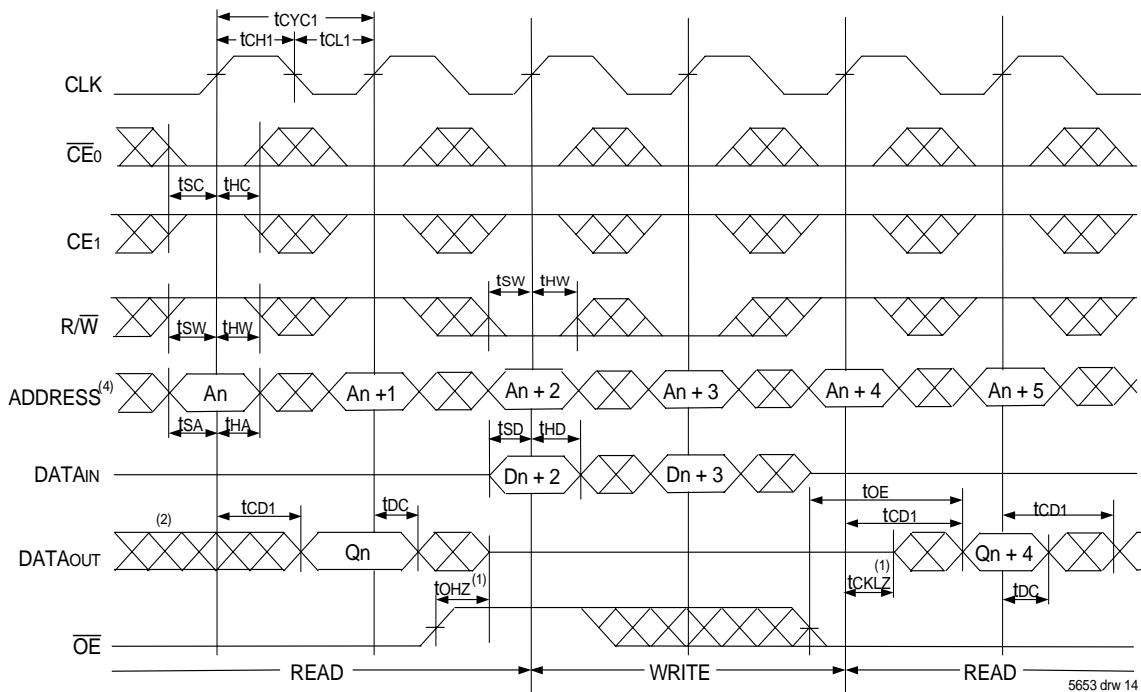 tCYC1
tCH1 tCL1
CLK
CE0
tSC tHC
CE1
tSW tHW
R/W
tSW tHW
ADDRESS(4) An An +1 An + 2 An + 3 An + 4 An + 5
tSA tHA tSD tHD
DATAIN Dn + 2 Dn + 3
tOE
tCD1 tDC tCD1 tCD1
(2)
DATAOUT Qn Qn + 4
tOHZ(1) tCKLZ(1) tDC
OE
READ WRITE READ
5653 drw 14